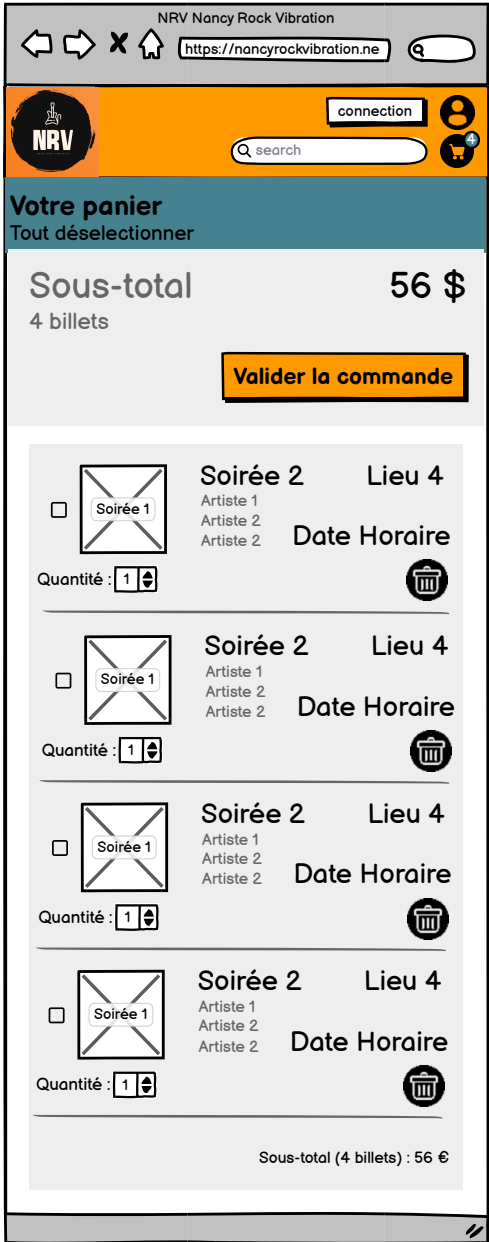 NRV Nancy Rock Vibration
https://nancyrockvibration.ne
connection
NRV
search
4
Votre panier
Tout déselectionner
Sous-total 56 $
4 billets
Valider la commande
Soirée 2 Lieu 4
Soirée 1
Artiste 1
Artiste 2
Artiste 2
Date Horaire
Quantité : 1
Soirée 2 Lieu 4
Soirée 1
Artiste 1
Artiste 2
Artiste 2
Date Horaire
Quantité : 1
Soirée 2 Lieu 4
Soirée 1
Artiste 1
Artiste 2
Artiste 2
Date Horaire
Quantité : 1
Soirée 2 Lieu 4
Soirée 1
Artiste 1
Artiste 2
Artiste 2
Date Horaire
Quantité : 1
Sous-total (4 billets) : 56 €